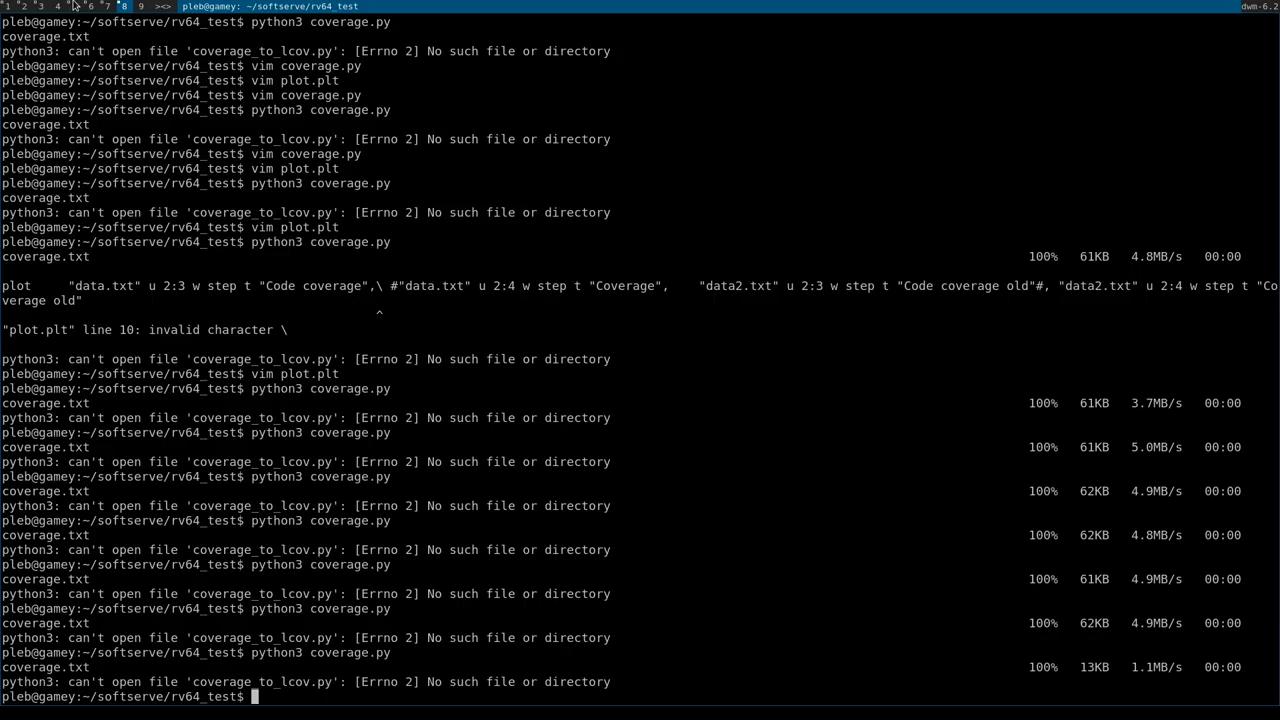 1 2 3 4 6 7 8 9 ><> pleb@gamey: ~/softserve/rv64_test dwm-6.2
pleb@gamey:~/softserve/rv64_test$ python3 coverage.py
coverage.txt
python3: can't open file 'coverage_to_lcov.py': [Errno 2] No such file or directory
pleb@gamey:~/softserve/rv64_test$ vim coverage.py
pleb@gamey:~/softserve/rv64_test$ vim plot.plt
pleb@gamey:~/softserve/rv64_test$ vim coverage.py
pleb@gamey:~/softserve/rv64_test$ python3 coverage.py
coverage.txt
python3: can't open file 'coverage_to_lcov.py': [Errno 2] No such file or directory
pleb@gamey:~/softserve/rv64_test$ vim coverage.py
pleb@gamey:~/softserve/rv64_test$ vim plot.plt
pleb@gamey:~/softserve/rv64_test$ python3 coverage.py
coverage.txt
python3: can't open file 'coverage_to_lcov.py': [Errno 2] No such file or directory
pleb@gamey:~/softserve/rv64_test$ vim plot.plt
pleb@gamey:~/softserve/rv64_test$ python3 coverage.py
coverage.txt 100% 61KB 4.8MB/s 00:00
plot "data.txt" u 2:3 w step t "Code coverage",\ #"data.txt" u 2:4 w step t "Coverage", "data2.txt" u 2:3 w step t "Code coverage old"#, "data2.txt" u 2:4 w step t "Co
verage old"
^
"plot.plt" line 10: invalid character \
python3: can't open file 'coverage_to_lcov.py': [Errno 2] No such file or directory
pleb@gamey:~/softserve/rv64_test$ vim plot.plt
pleb@gamey:~/softserve/rv64_test$ python3 coverage.py
coverage.txt 100% 61KB 3.7MB/s 00:00
python3: can't open file 'coverage_to_lcov.py': [Errno 2] No such file or directory
pleb@gamey:~/softserve/rv64_test$ python3 coverage.py
coverage.txt 100% 61KB 5.0MB/s 00:00
python3: can't open file 'coverage_to_lcov.py': [Errno 2] No such file or directory
pleb@gamey:~/softserve/rv64_test$ python3 coverage.py
coverage.txt 100% 62KB 4.9MB/s 00:00
python3: can't open file 'coverage_to_lcov.py': [Errno 2] No such file or directory
pleb@gamey:~/softserve/rv64_test$ python3 coverage.py
coverage.txt 100% 62KB 4.8MB/s 00:00
python3: can't open file 'coverage_to_lcov.py': [Errno 2] No such file or directory
pleb@gamey:~/softserve/rv64_test$ python3 coverage.py
coverage.txt 100% 61KB 4.9MB/s 00:00
python3: can't open file 'coverage_to_lcov.py': [Errno 2] No such file or directory
pleb@gamey:~/softserve/rv64_test$ python3 coverage.py
coverage.txt 100% 62KB 4.9MB/s 00:00
python3: can't open file 'coverage_to_lcov.py': [Errno 2] No such file or directory
pleb@gamey:~/softserve/rv64_test$ python3 coverage.py
coverage.txt 100% 13KB 1.1MB/s 00:00
python3: can't open file 'coverage_to_lcov.py': [Errno 2] No such file or directory
pleb@gamey:~/softserve/rv64_test$